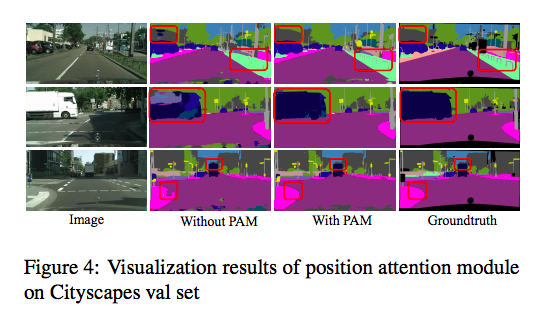 Image
Without PAM
With PAM
Groundtruth
Figure 4: Visualization results of position attention module
on Cityscapes val set